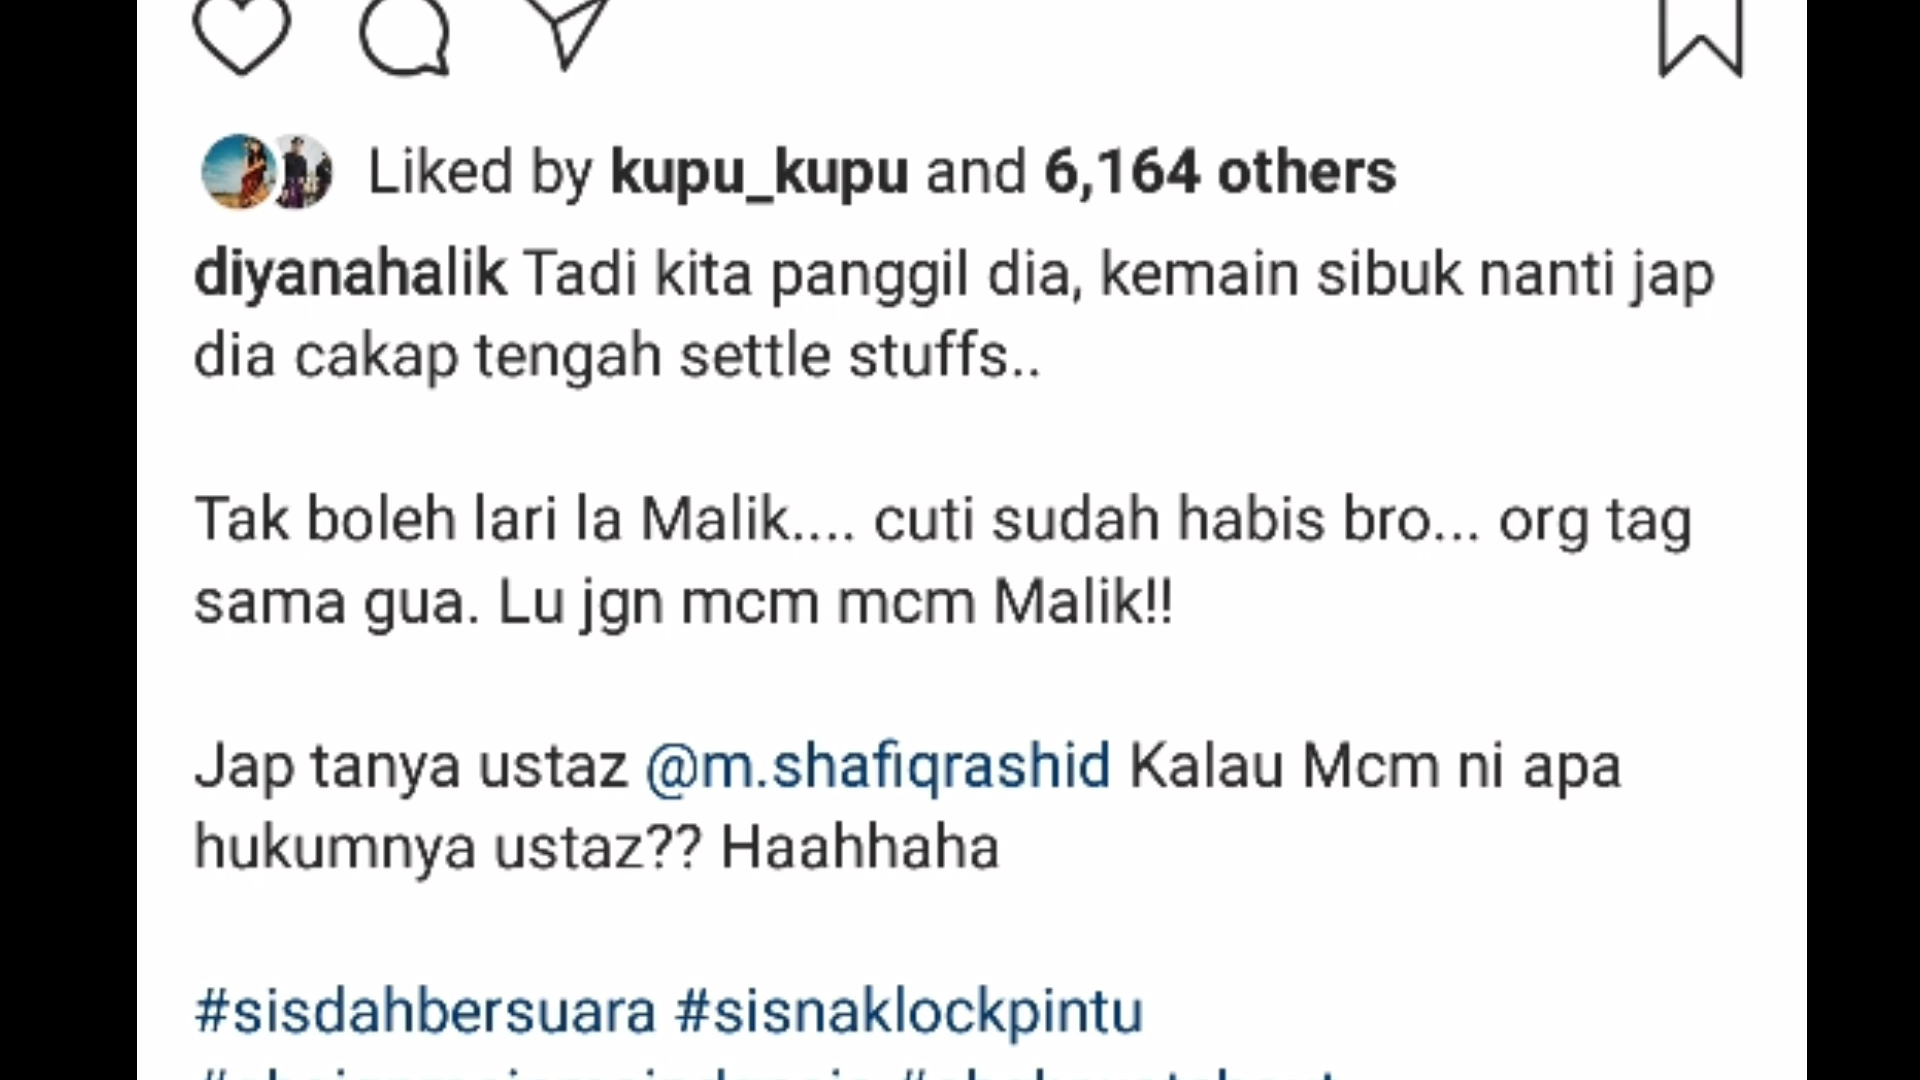 Liked by kupu_kupu and 6,164 others
diyanahalik Tadi kita panggil dia, kemain sibuk nanti jap
dia cakap tengah settle stuffs..
Tak boleh lari la Malik.... cuti sudah habis bro... org tag
sama gua. Lu jgn mcm mcm Malik!!
Jap tanya ustaz @m.shafiqrashid Kalau Mcm ni apa
hukumnya ustaz?? Haahhaha
#sisdahbersuara #sisnaklockpintu